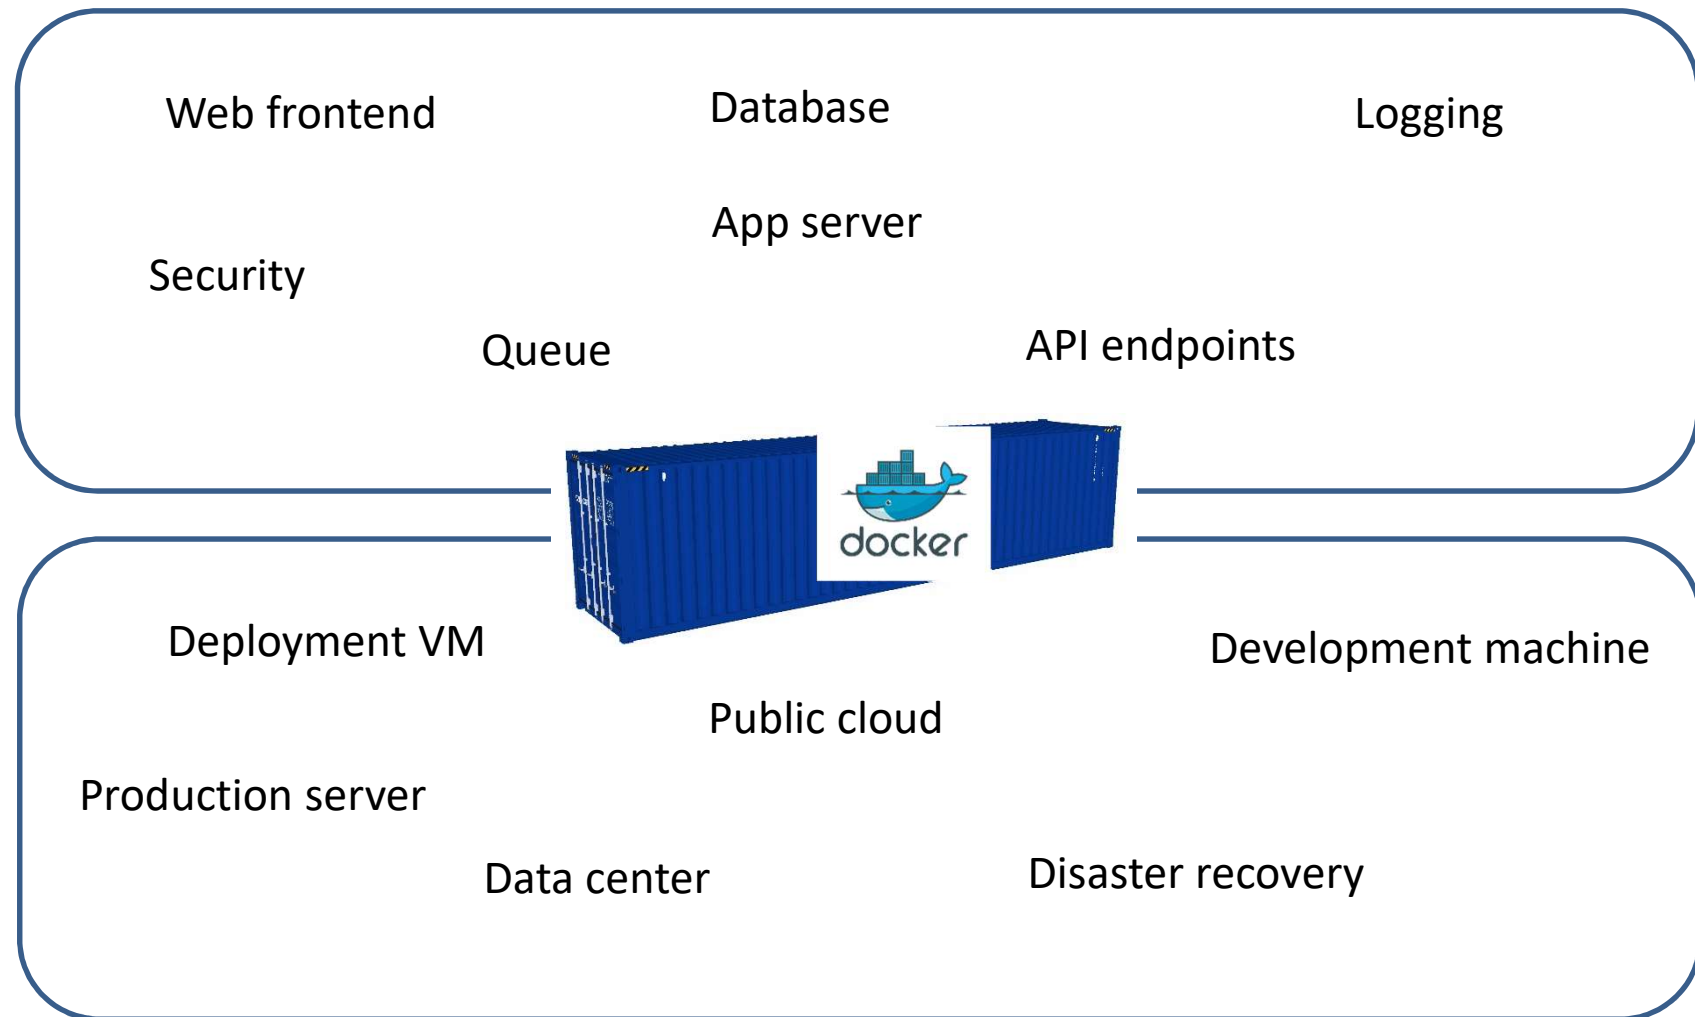 Web frontend
Database
Logging
App server
Security
Queue
API endpoints
docker
Deployment VM
Development machine
Public cloud
Production server
Data center
Disaster recovery